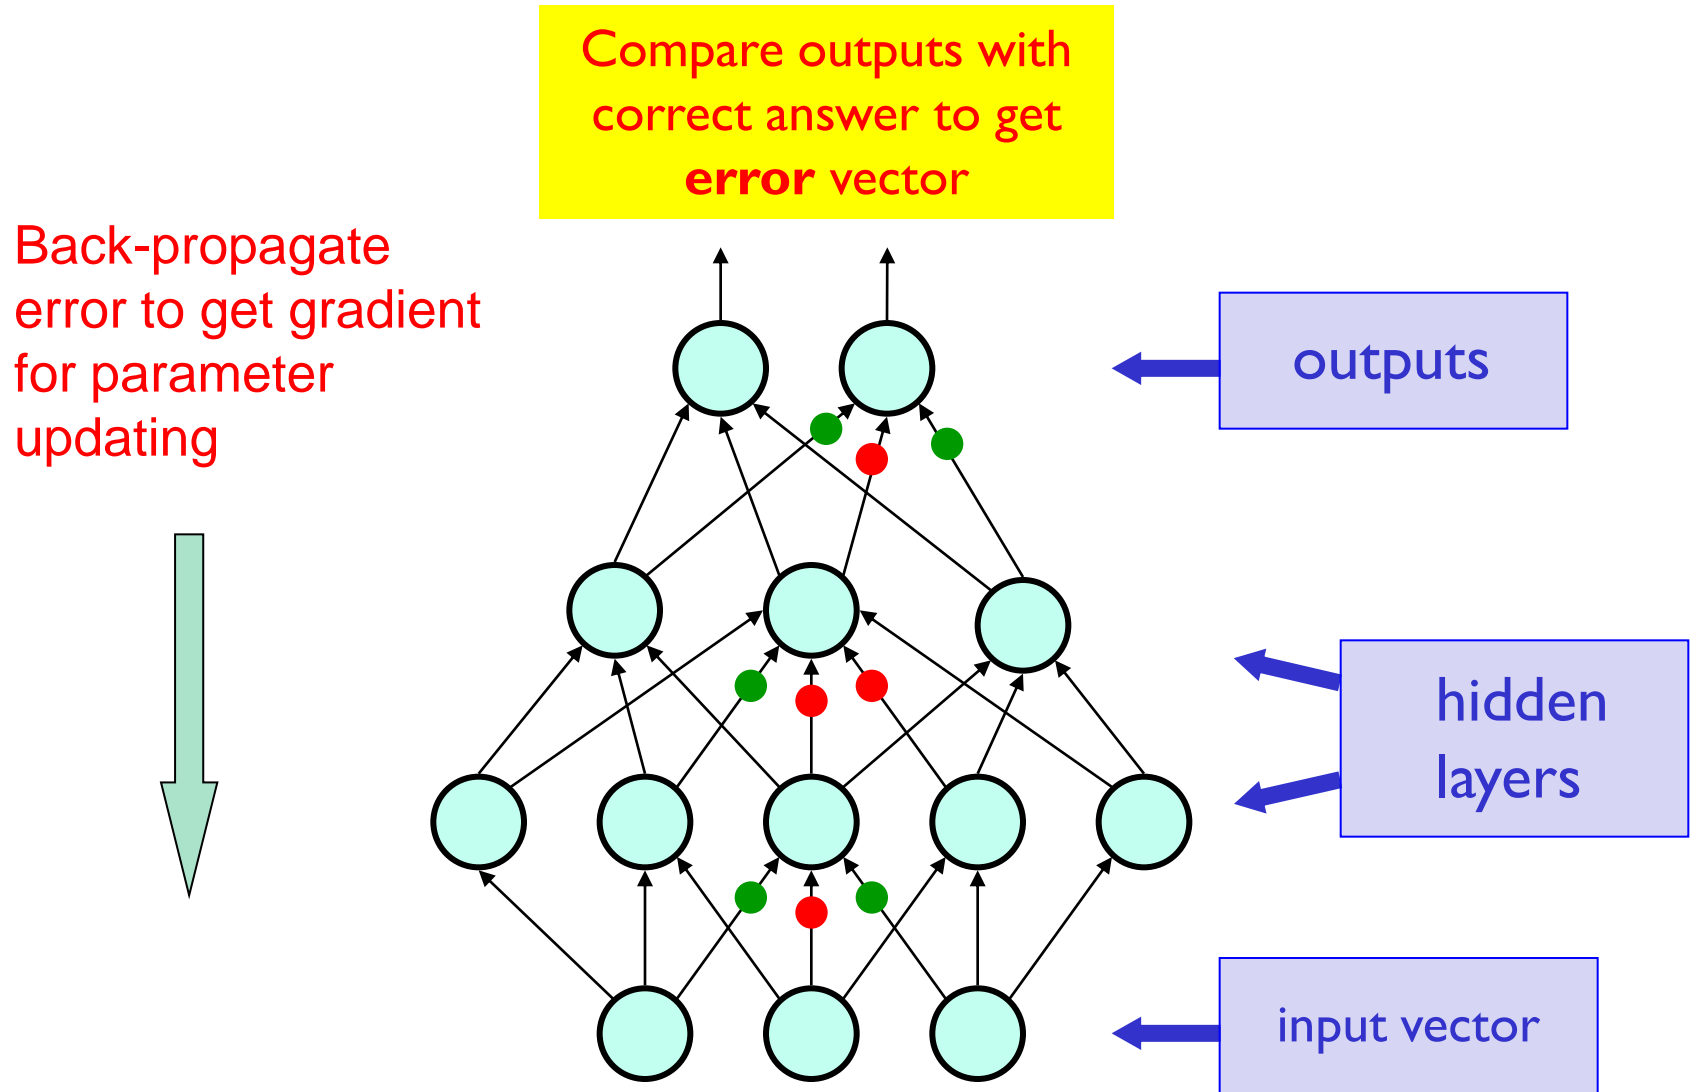 Compare outputs with
correct answer to get
error vector
Back-propagate
error to get gradient
for parameter
updating
outputs
hidden
layers
input vector